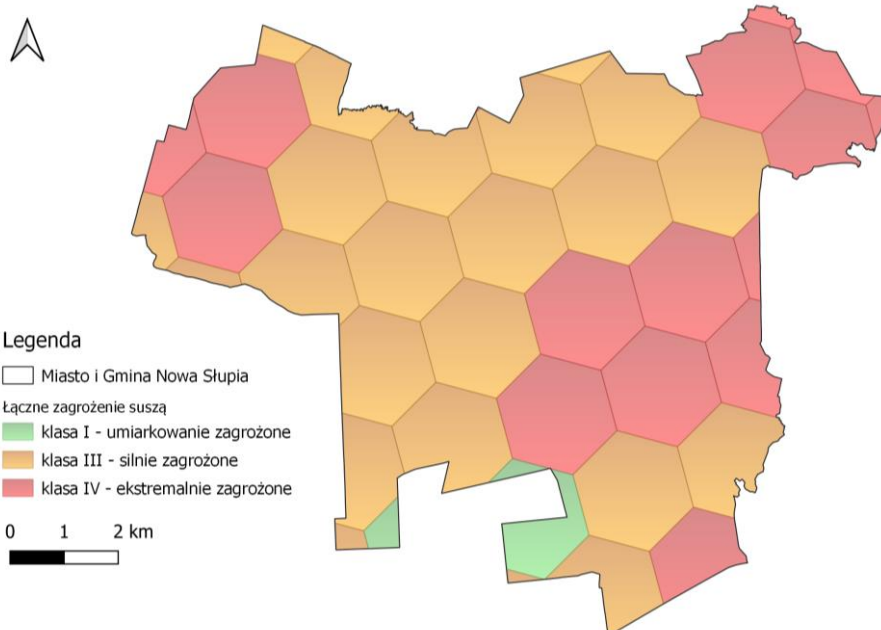 Legenda
Miasto i Gmina Nowa Słupia
Łączne zagrożenie suszą
klasa I - umiarkowanie zagrożone
klasa III - silnie zagrożone
klasa IV - ekstremalnie zagrożone
0 1 2 km